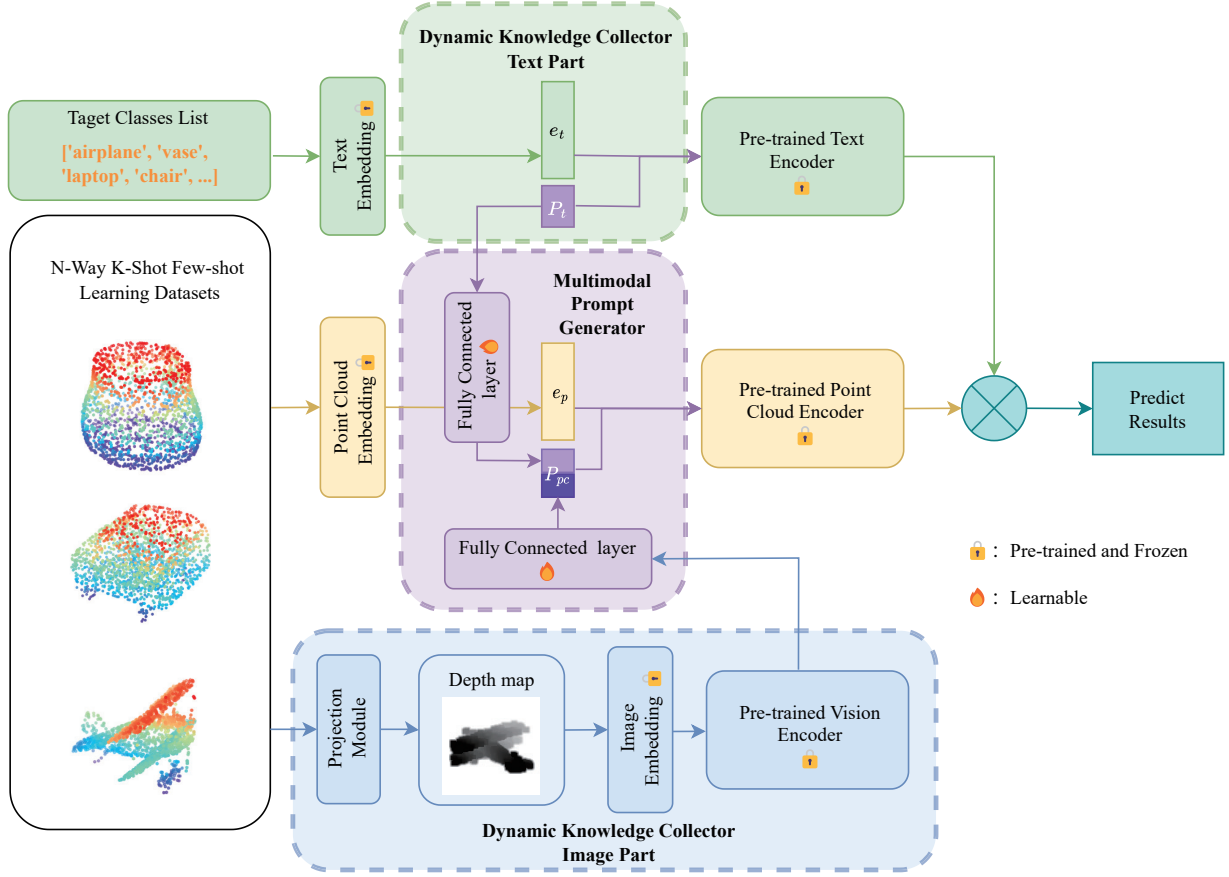 Dynamic Knowledge Collector
Text Part
Taget Classes List
['airplane', 'vase',
'laptop', 'chair', ...]
Text
Embedding
e_t
P_t
Pre-trained Text
Encoder
N-Way K-Shot Few-shot
Learning Datasets
Point Cloud
Embedding
Multimodal
Prompt
Generator
Fully Connected
layer
e_p
P_{pc}
Fully Connected layer
Pre-trained Point
Cloud Encoder
Predict
Results
: Pre-trained and Frozen
: Learnable
Projection
Module
Depth map
Image
Embedding
Pre-trained Vision
Encoder
Dynamic Knowledge Collector
Image Part